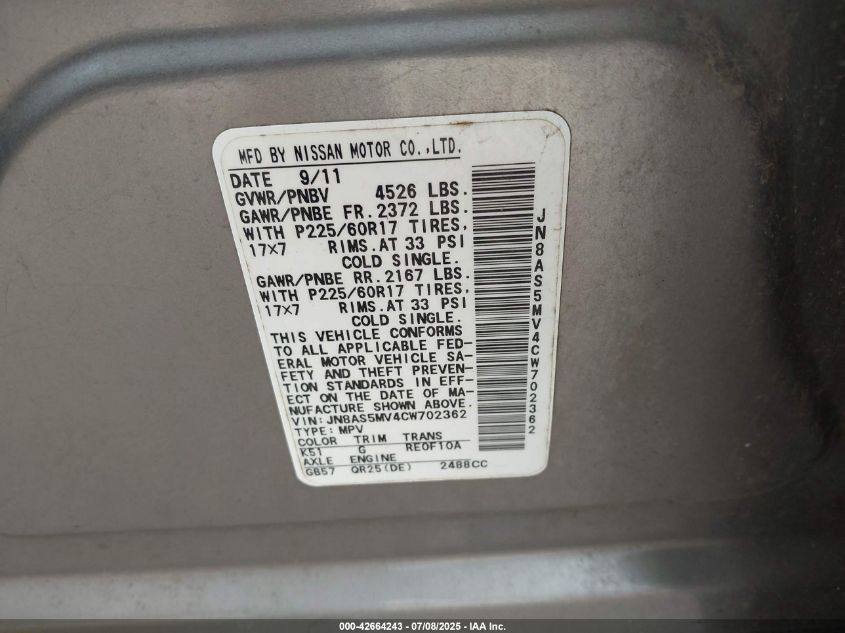 MFD BY NISSAN MOTOR CO.,LTD.
DATE 9/11
GVWR/PNBV 4526 LBS.
GAWR/PNBE FR.2372 LBS.
WITH P225/60R17 TIRES,
17X7 RIMS.AT 33 PSI
COLD SINGLE.
GAWR/PNBE RR.2167 LBS.
WITH P225/60R17 TIRES,
17X7 RIMS.AT 33 PSI
COLD SINGLE.
THIS VEHICLE CONFORMS
TO ALL APPLICABLE FED-
ERAL MOTOR VEHICLE SA-
FETY AND THEFT PREVEN-
TION STANDARDS IN EFF-
ECT ON THE DATE OF MA-
NUFACTURE SHOWN ABOVE.
VIN:JN8AS5MV4CW702362
TYPE:MPV
COLOR TRIM TRANS
K51 G RE0F10A
AXLE ENGINE
GB57 QR25(DE) 2488CC
JN8AS5MV4CW702362
000-42664243 - 07/08/2025 - IAA Inc.